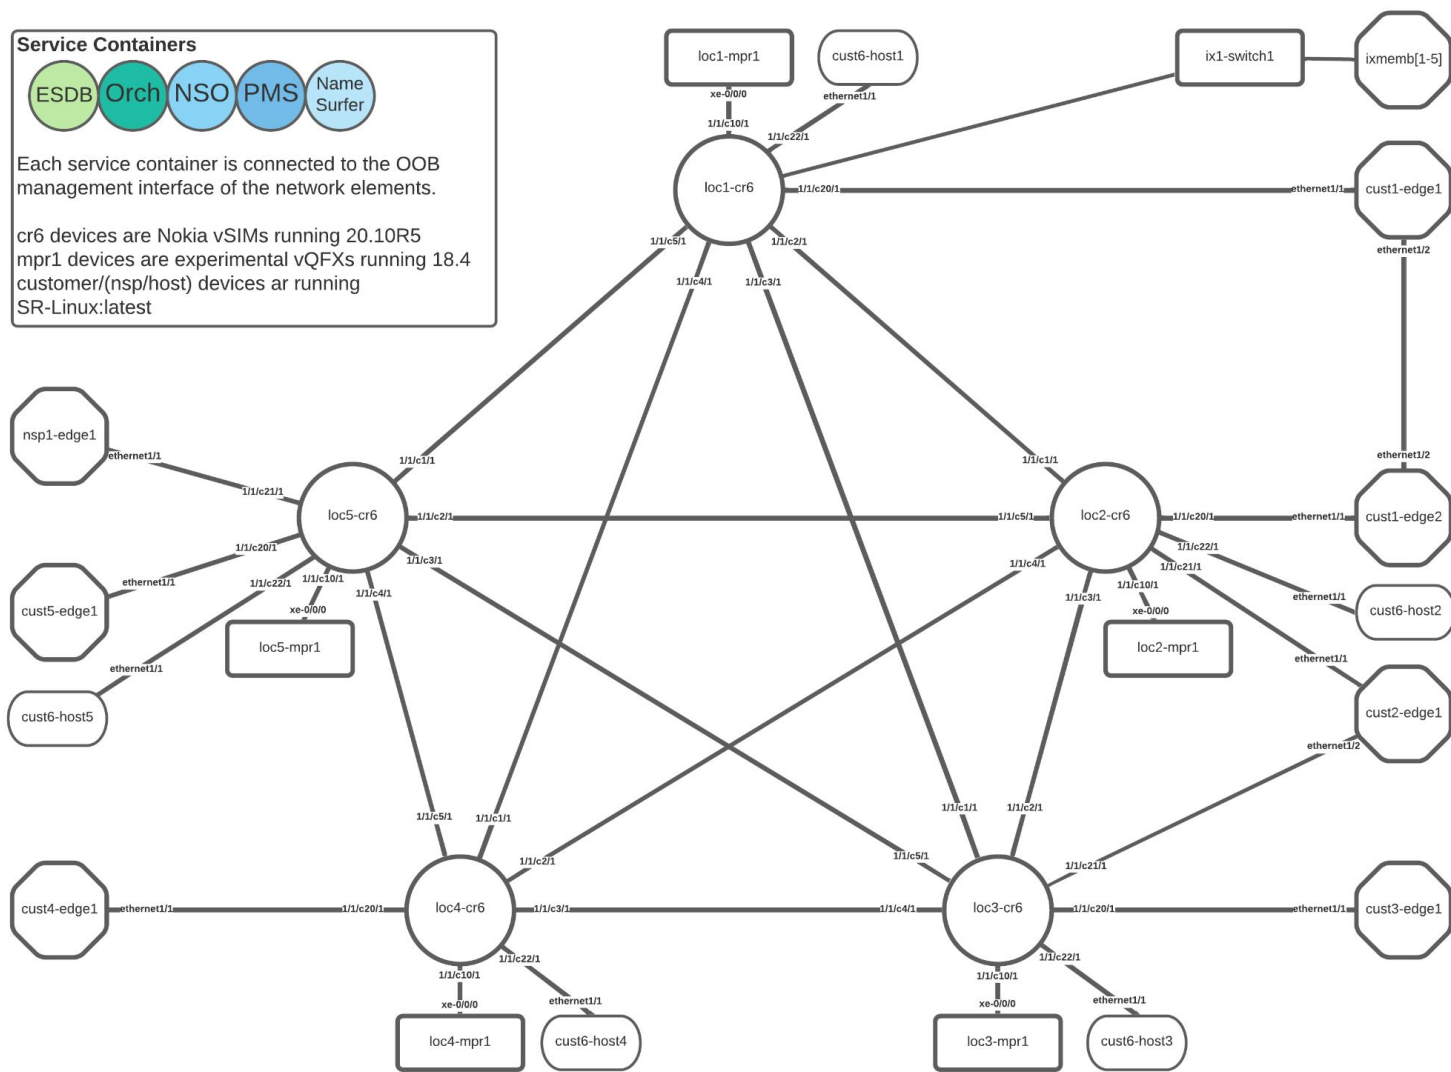 Service Containers
ESDB
Orch
NSO
PMS
Name
Surfer
Each service container is connected to the OOB
management interface of the network elements.
cr6 devices are Nokia vSIMs running 20.10R5
mpr1 devices are experimental vQFXs running 18.4
customer/(nsp/host) devices ar running
SR-Linux:latest
loc1-mpr1
cust6-host1
ix1-switch1
ixmemb[1-5]
xe-0/0/0
ethernet1/1
1/1/c10/1
1/1/c22/1
loc1-cr6
1/1/c20/1
ethernet1/1
cust1-edge1
1/1/c5/1
1/1/c4/1
1/1/c3/1
1/1/c2/1
ethernet1/2
nsp1-edge1
ethernet1/1
1/1/c21/1
1/1/c1/1
1/1/c1/1
ethernet1/2
loc5-cr6
1/1/c2/1
1/1/c5/1
loc2-cr6
1/1/c20/1
ethernet1/1
cust1-edge2
1/1/c20/1
1/1/c3/1
1/1/c4/1
1/1/c22/1
1/1/c21/1
ethernet1/1
1/1/c22/1
1/1/c10/1
1/1/c4/1
1/1/c3/1
1/1/c10/1
ethernet1/1
cust5-edge1
xe-0/0/0
xe-0/0/0
cust6-host2
loc5-mpr1
loc2-mpr1
ethernet1/1
ethernet1/1
cust6-host5
cust2-edge1
ethernet1/2
1/1/c5/1
1/1/c1/1
1/1/c1/1
1/1/c2/1
1/1/c2/1
1/1/c5/1
1/1/c21/1
cust4-edge1
ethernet1/1
1/1/c20/1
loc4-cr6
1/1/c3/1
1/1/c4/1
loc3-cr6
1/1/c20/1
ethernet1/1
cust3-edge1
1/1/c10/1
1/1/c22/1
1/1/c10/1
1/1/c22/1
xe-0/0/0
ethernet1/1
xe-0/0/0
ethernet1/1
loc4-mpr1
cust6-host4
loc3-mpr1
cust6-host3